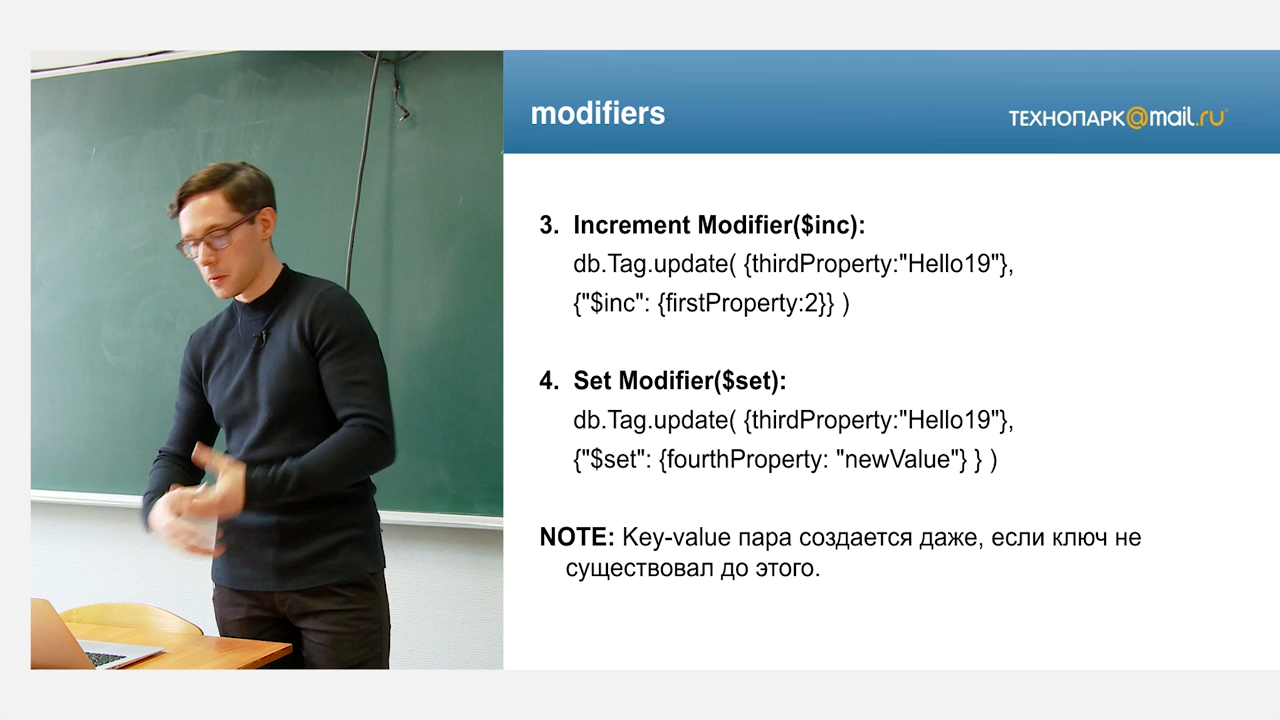 modifiers
ТЕХНОПАРК@mail.ru
3. Increment Modifier($inc):
db.Tag.update( {thirdProperty:"Hello19"},
{"$inc": {firstProperty:2}} )
4. Set Modifier($set):
db.Tag.update( {thirdProperty:"Hello19"},
{"$set": {fourthProperty: "newValue"} } )
NOTE: Key-value пара создается даже, если ключ не
существовал до этого.